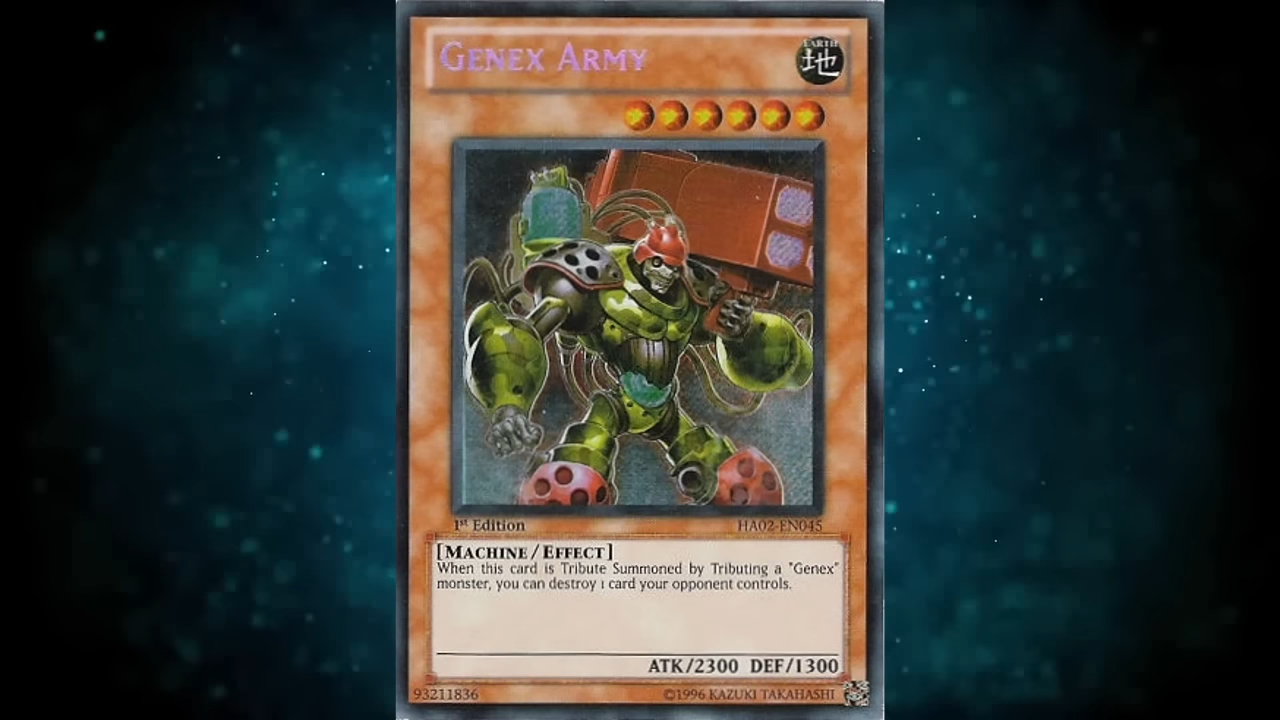 GENEX ARMY
EARTH
地
1st Edition
HA02-EN045
[MACHINE/EFFECT]
When this card is Tribute Summoned by Tributing a "Genex"
monster, you can destroy 1 card your opponent controls.
ATK/2300 DEF/1300
93211836
©1996 KAZUKI TAKAHASHI